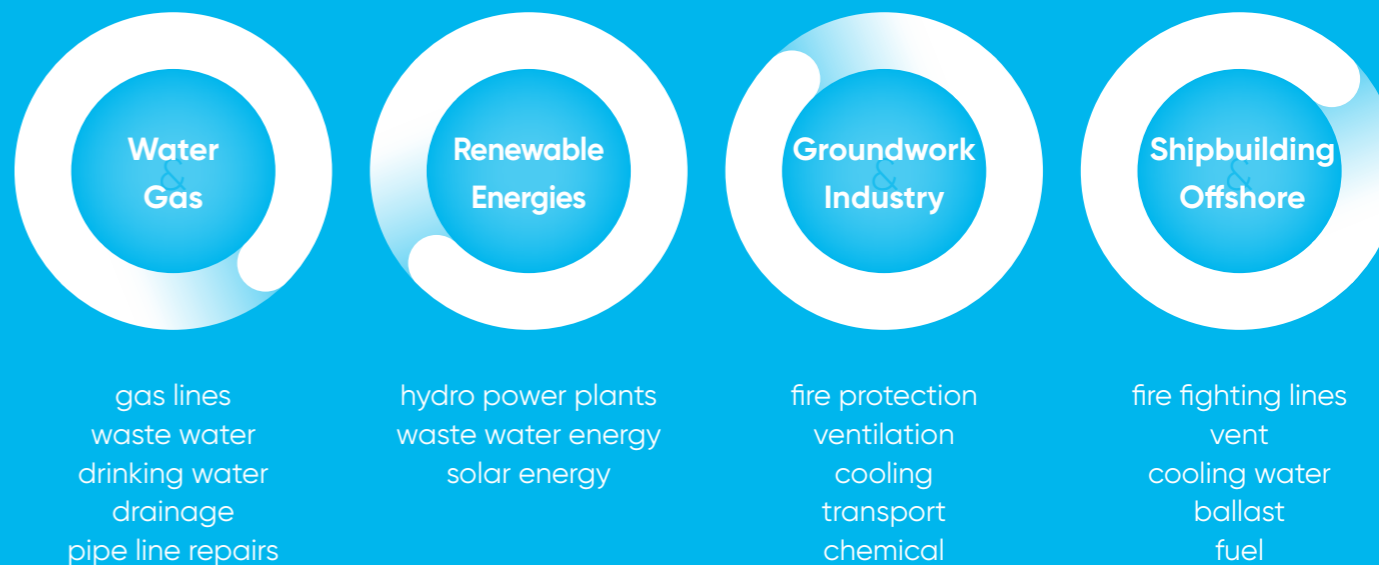 Water
&
Gas
gas lines
waste water
drinking water
drainage
pipe line repairs
Renewable
Energies
hydro power plants
waste water energy
solar energy
Groundwork
&
Industry
fire protection
ventilation
cooling
transport
chemical
Shipbuilding
&
Offshore
fire fighting lines
vent
cooling water
ballast
fuel